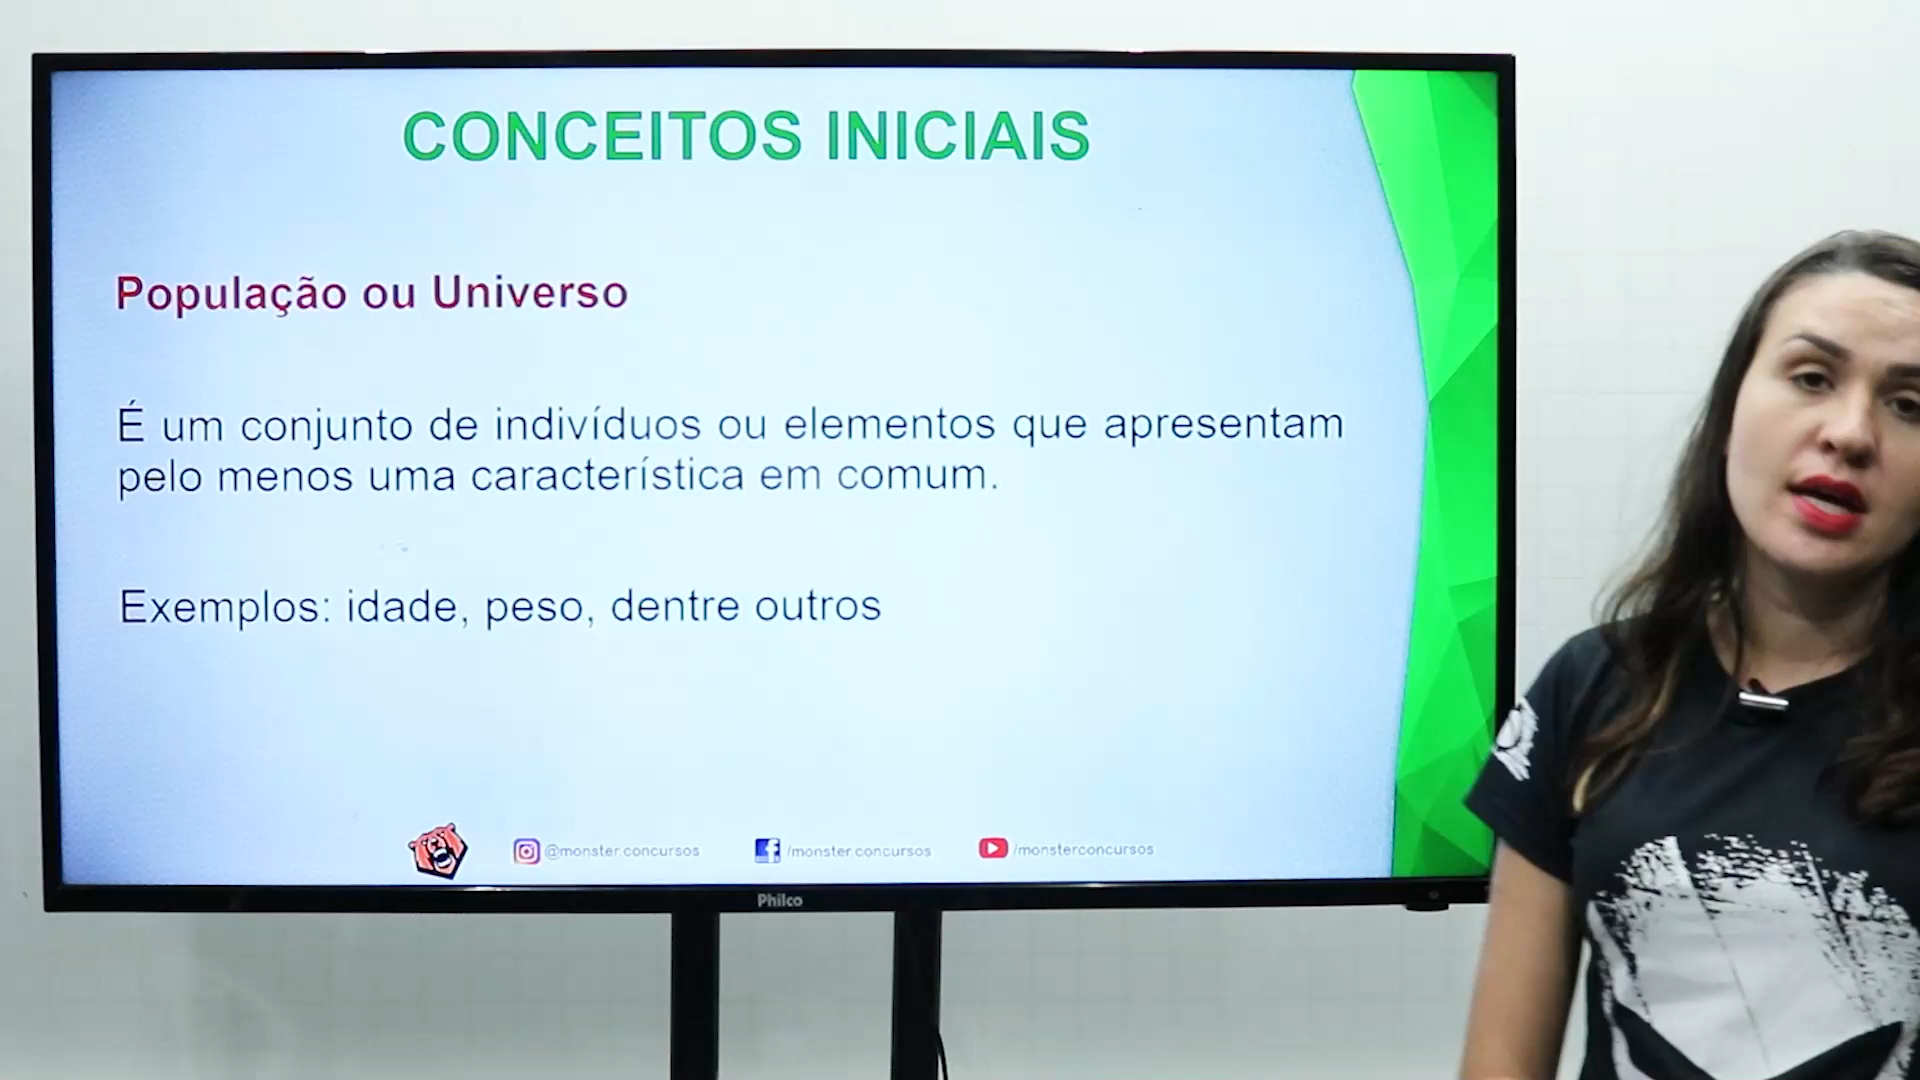 CONCEITOS INICIAIS
População ou Universo
É um conjunto de indivíduos ou elementos que apresentam
pelo menos uma característica em comum.
Exemplos: idade, peso, dentre outros
@monster.concursos /monster.concursos /monsterconcursos
Philco